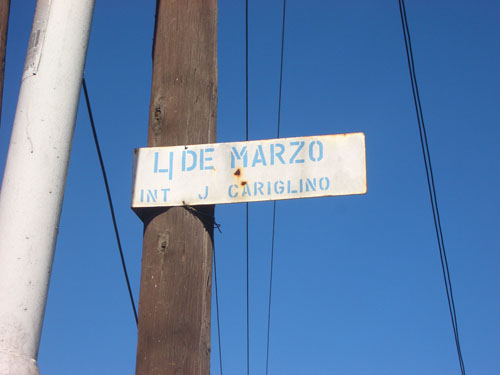 4 DE MARZO
INT J CARIGLINO